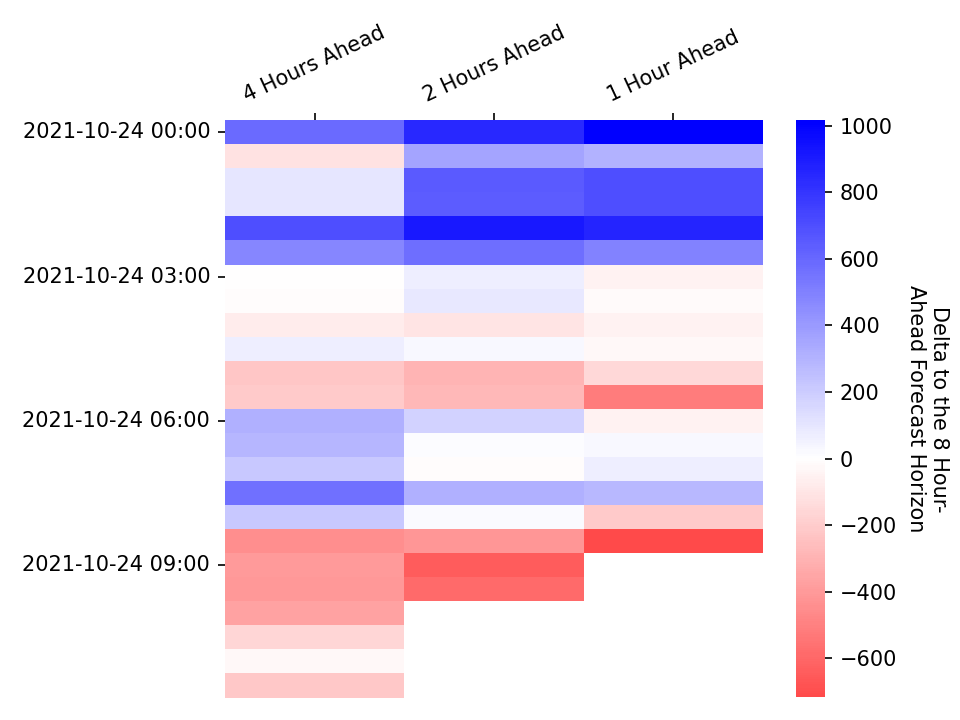 4 Hours Ahead
2 Hours Ahead
1 Hour Ahead
2021-10-24 00:00
2021-10-24 03:00
2021-10-24 06:00
2021-10-24 09:00
1000
800
600
400
200
0
−200
−400
−600
Delta to the 8 Hour-
Ahead Forecast Horizon